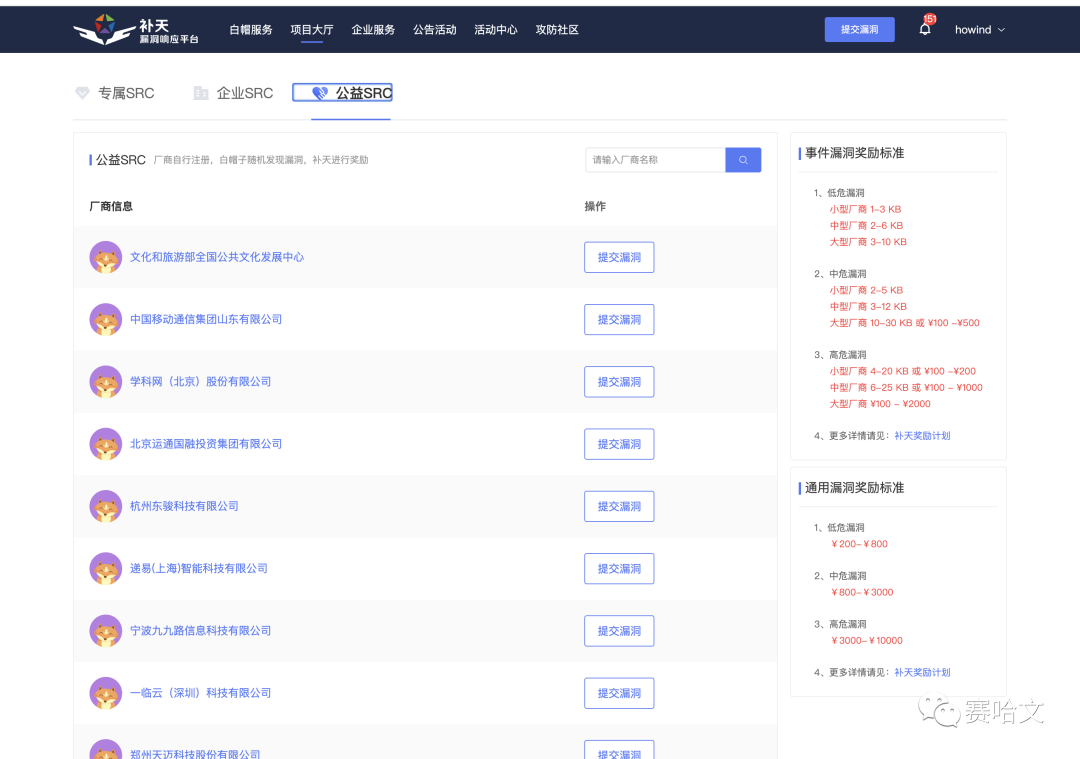 补天
漏洞响应平台
白帽服务 项目大厅 企业服务 公告活动 活动中心 攻防社区
提交漏洞
151
howind
专属SRC 企业SRC 公益SRC
公益SRC 厂商自行注册，白帽子随机发现漏洞，补天进行奖励
请输入厂商名称
厂商信息 操作
文化和旅游部全国公共文化发展中心 提交漏洞
中国移动通信集团山东有限公司 提交漏洞
学科网（北京）股份有限公司 提交漏洞
北京运通国融投资集团有限公司 提交漏洞
杭州东骏科技有限公司 提交漏洞
递易(上海)智能科技有限公司 提交漏洞
宁波九九路信息科技有限公司 提交漏洞
一临云（深圳）科技有限公司 提交漏洞
郑州天迈科技股份有限公司 提交漏洞
事件漏洞奖励标准
1、低危漏洞
小型厂商 1-3 KB
中型厂商 2-6 KB
大型厂商 3-10 KB
2、中危漏洞
小型厂商 2-5 KB
中型厂商 3-12 KB
大型厂商 10-30 KB 或 ¥100 -¥500
3、高危漏洞
小型厂商 4-20 KB 或 ¥100 -¥200
中型厂商 6-25 KB 或 ¥100 - ¥1000
大型厂商 ¥100 - ¥2000
4、更多详情请见：补天奖励计划
通用漏洞奖励标准
1、低危漏洞
￥200-￥800
2、中危漏洞
￥800-￥3000
3、高危漏洞
￥3000-￥10000
4、更多详情请见：补天奖励计划
赛哈文